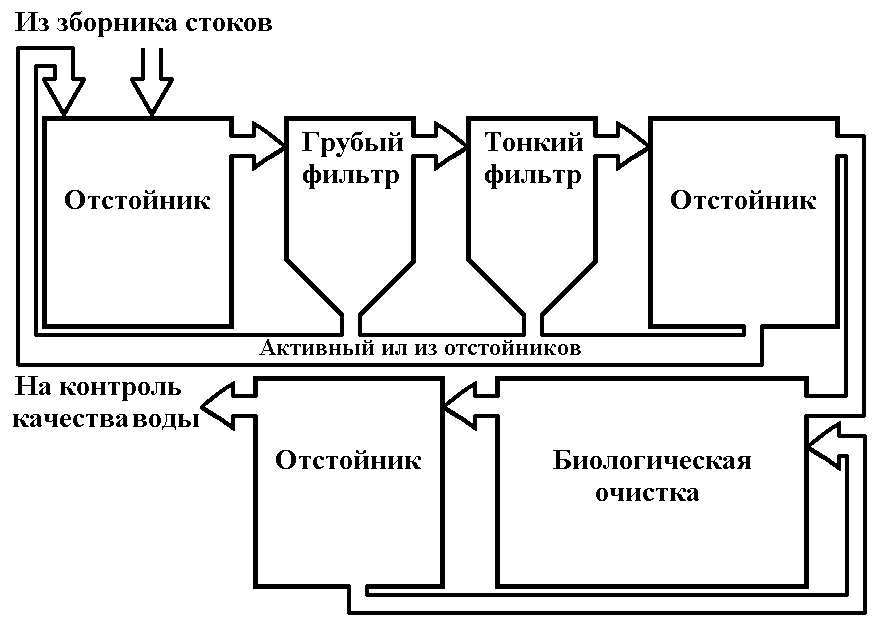 Из зборника стоков
Грубый
фильтр
Тонкий
фильтр
Отстойник
Отстойник
Активный ил из отстойников
На контроль
качества воды
Отстойник
Биологическая
очистка